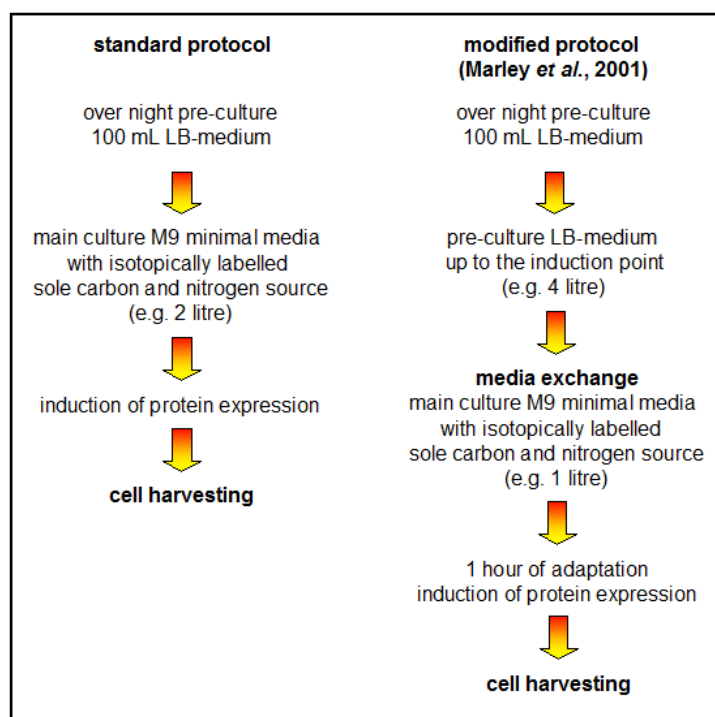 standard protocol
over night pre-culture
100 mL LB-medium
main culture M9 minimal media
with isotopically labelled
sole carbon and nitrogen source
(e.g. 2 litre)
induction of protein expression
cell harvesting
modified protocol
(Marley et al., 2001)
over night pre-culture
100 mL LB-medium
pre-culture LB-medium
up to the induction point
(e.g. 4 litre)
media exchange
main culture M9 minimal media
with isotopically labelled
sole carbon and nitrogen source
(e.g. 1 litre)
1 hour of adaptation
induction of protein expression
cell harvesting